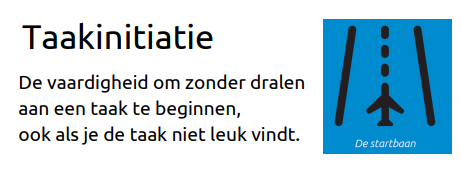 Taakinitiatie
De vaardigheid om zonder dralen
aan een taak te beginnen,
ook als je de taak niet leuk vindt.
De startbaan